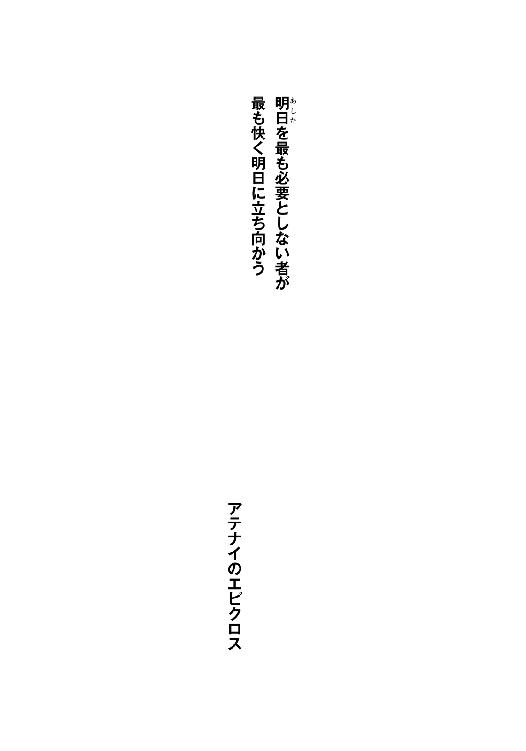 明日を最も必要としない者が
最も快く明日に立ち向かう
アテナイのエピクロス